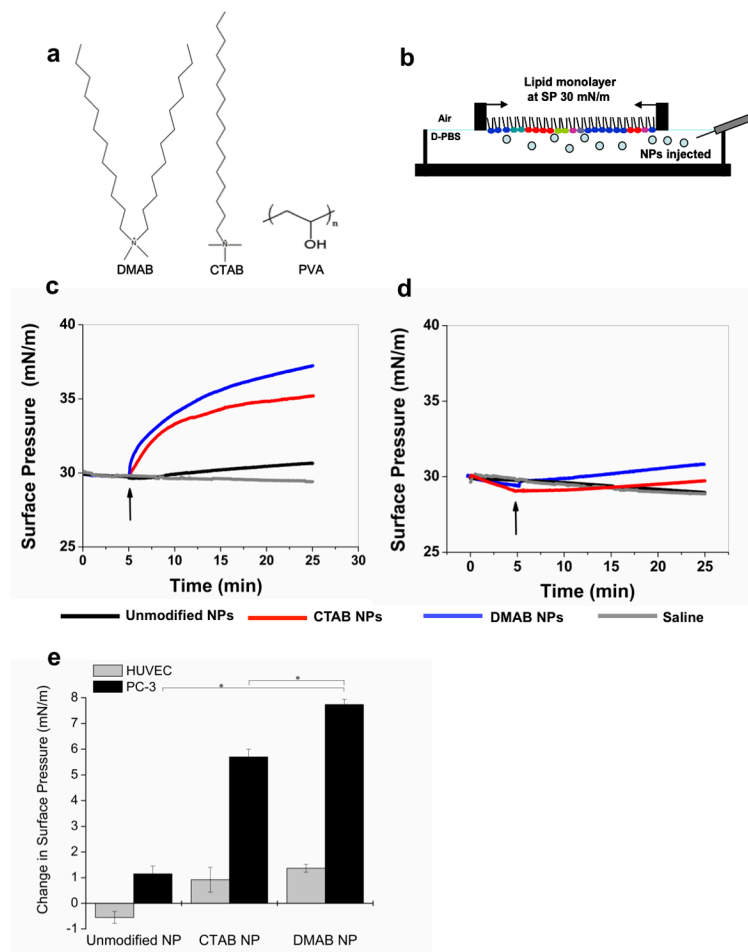 a
N
DMAB
N
CTAB
n
OH
PVA
b
Lipid monolayer
at SP 30 mN/m
Air
D-PBS
NPs injected
c
Surface Pressure (mN/m)
40
35
30
25
0 5 10 15 20 25 30
Time (min)
d
Surface Pressure (mN/m)
40
35
30
25
0 5 10 15 20 25
Time (min)
Unmodified NPs CTAB NPs DMAB NPs Saline
e
HUVEC
PC-3
* *
Change in Surface Pressure (mN/m)
8
7
6
5
4
3
2
1
0
-1
Unmodified NP CTAB NP DMAB NP